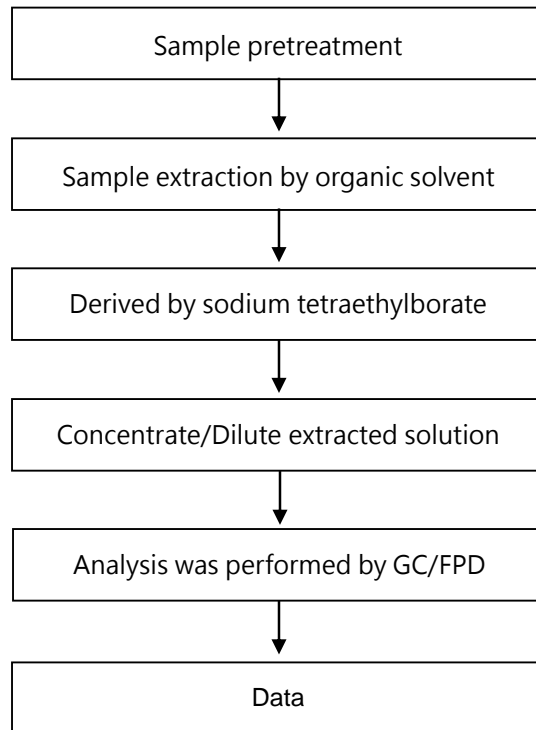 Sample pretreatment
Sample extraction by organic solvent
Derived by sodium tetraethylborate
Concentrate/Dilute extracted solution
Analysis was performed by GC/FPD
Data